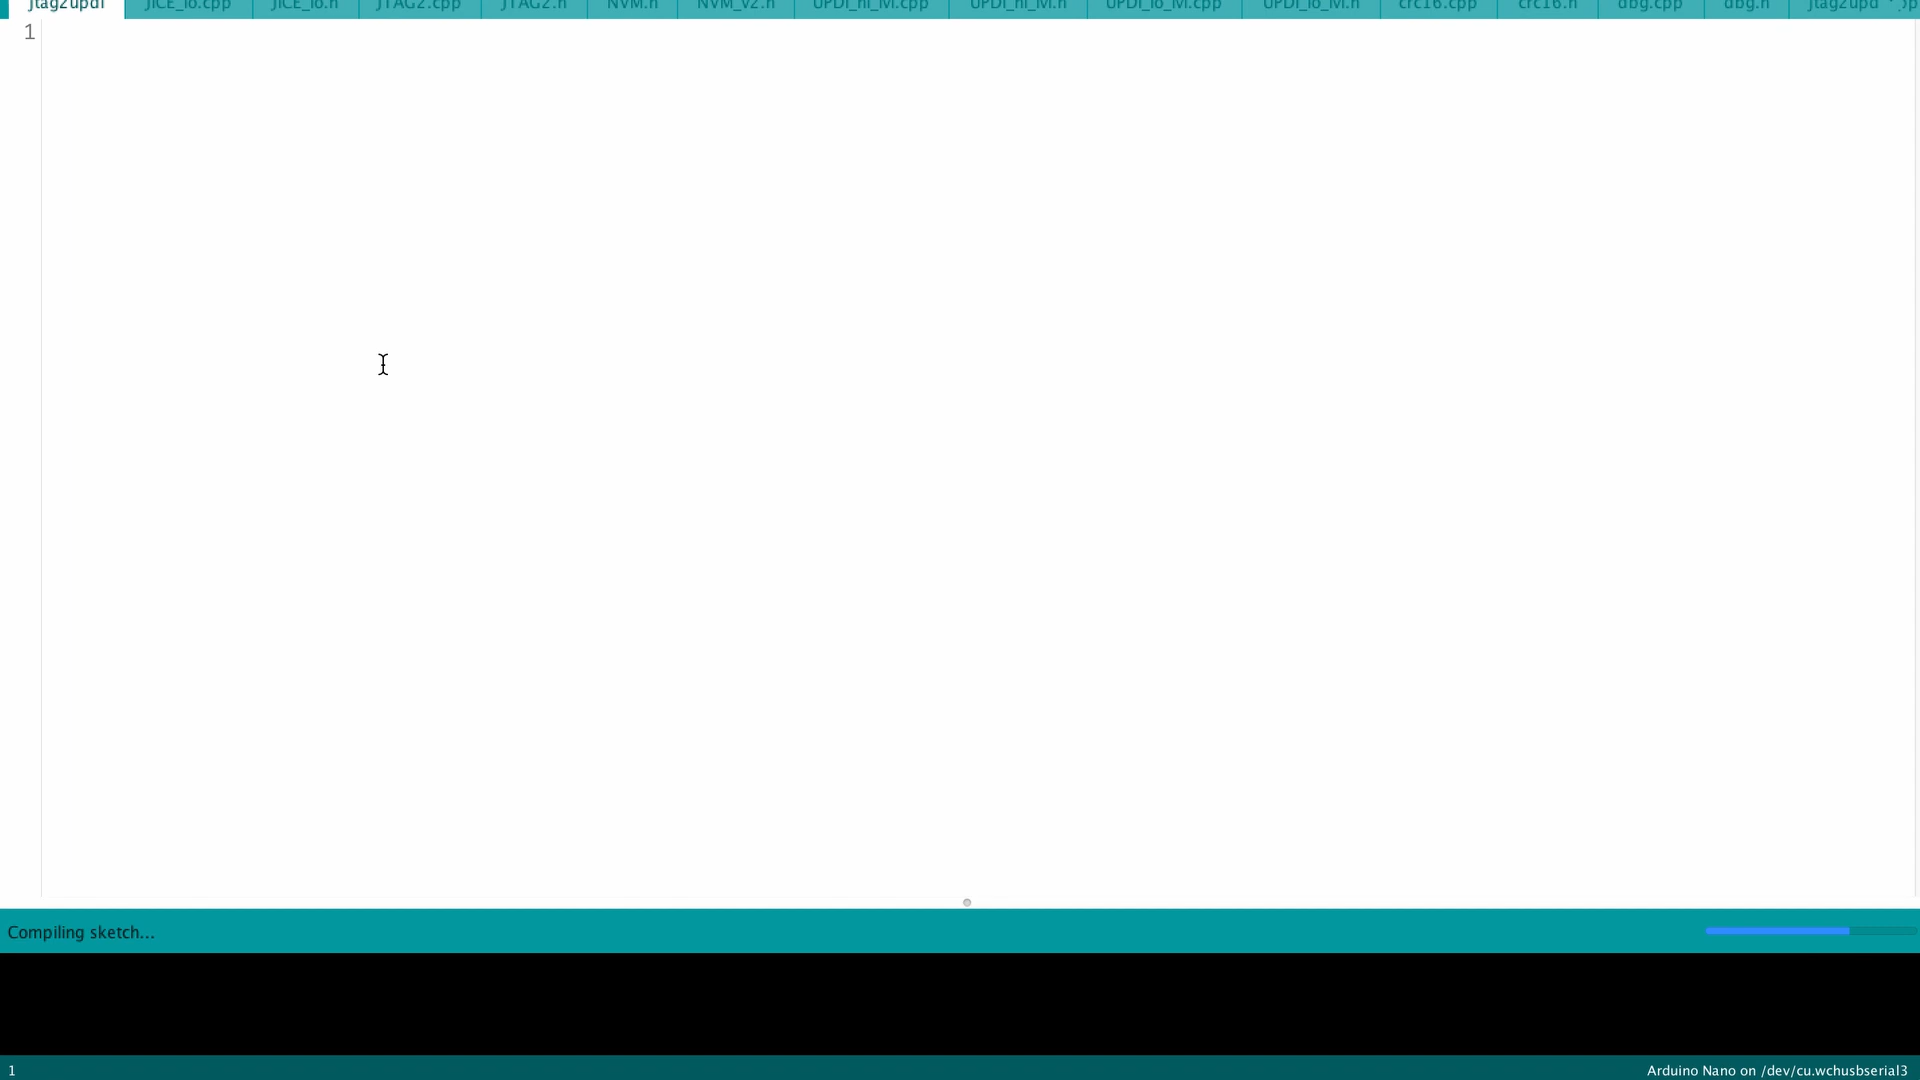 jtag2updi JICE_io.cpp JICE_io.h JTAG2.cpp JTAG2.h NVM.h NVM_v2.h UPDI_hi_lvl.cpp UPDI_hi_lvl.h UPDI_lo_lvl.cpp UPDI_lo_lvl.h crc16.cpp crc16.h dbg.cpp dbg.h
1
Compiling sketch...
1 Arduino Nano on /dev/cu.wchusbserial3